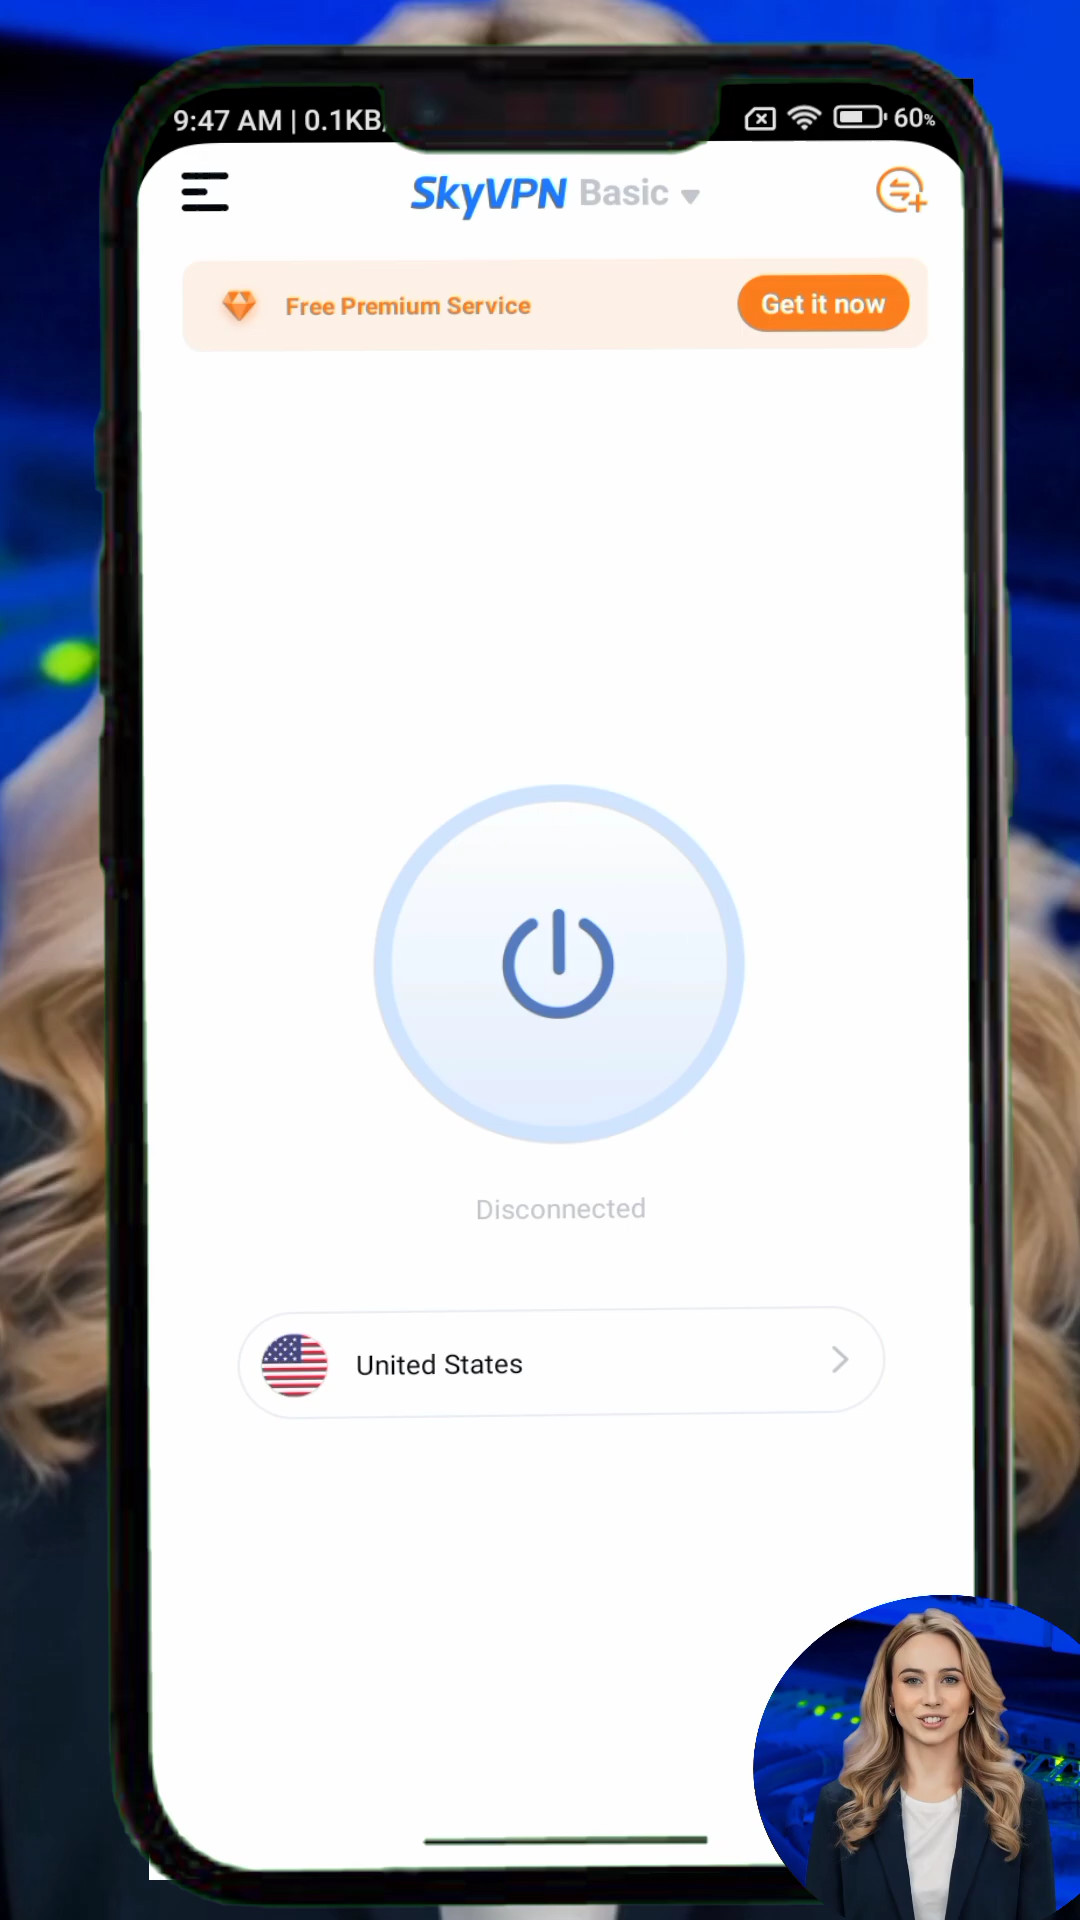 9:47 AM | 0.1KB/
60%
SkyVPN Basic
Free Premium Service
Get it now
Disconnected
United States